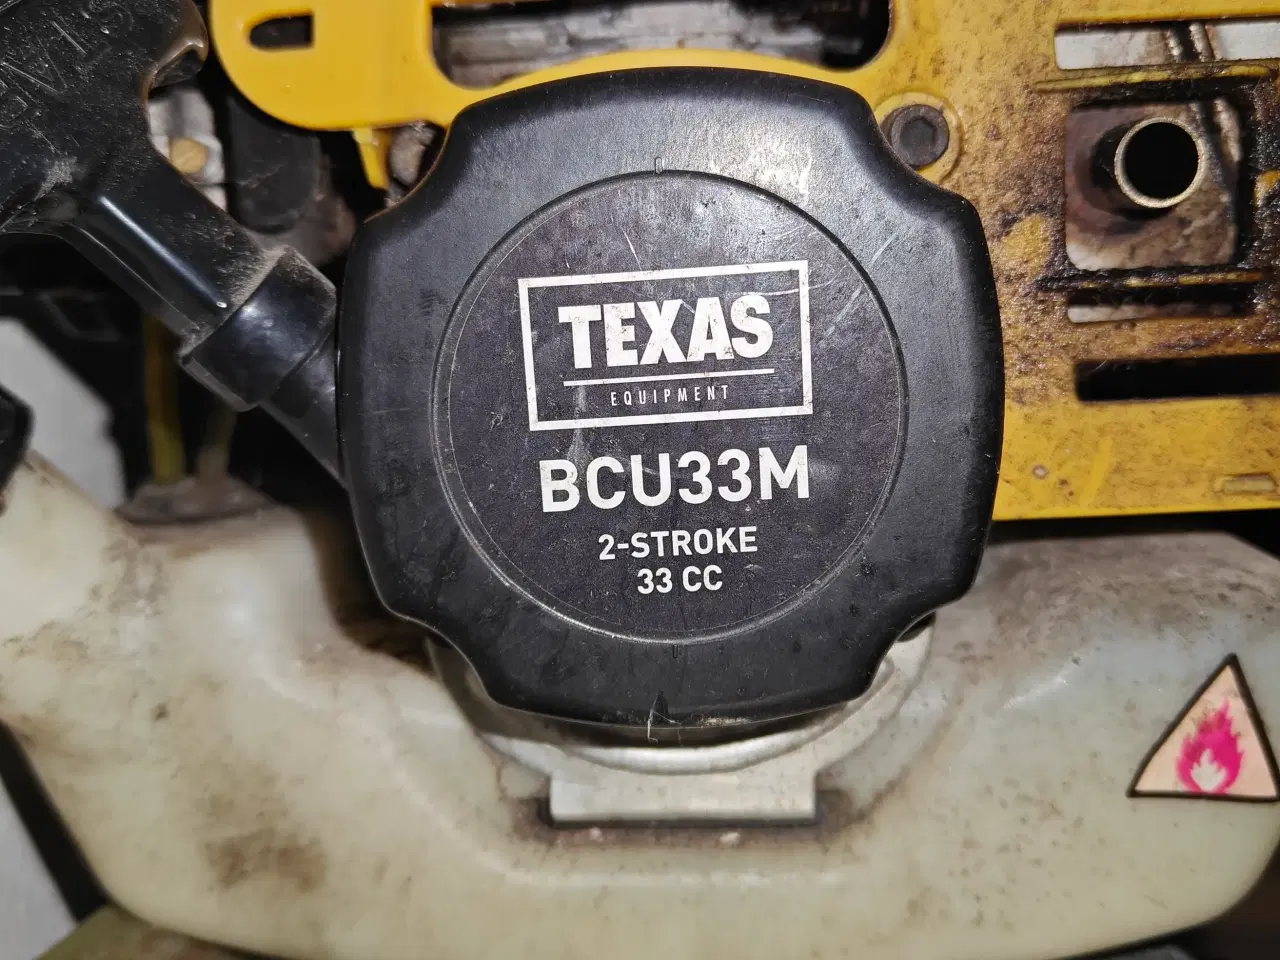 TEXAS
EQUIPMENT
BCU33M
2-STROKE
33 CC